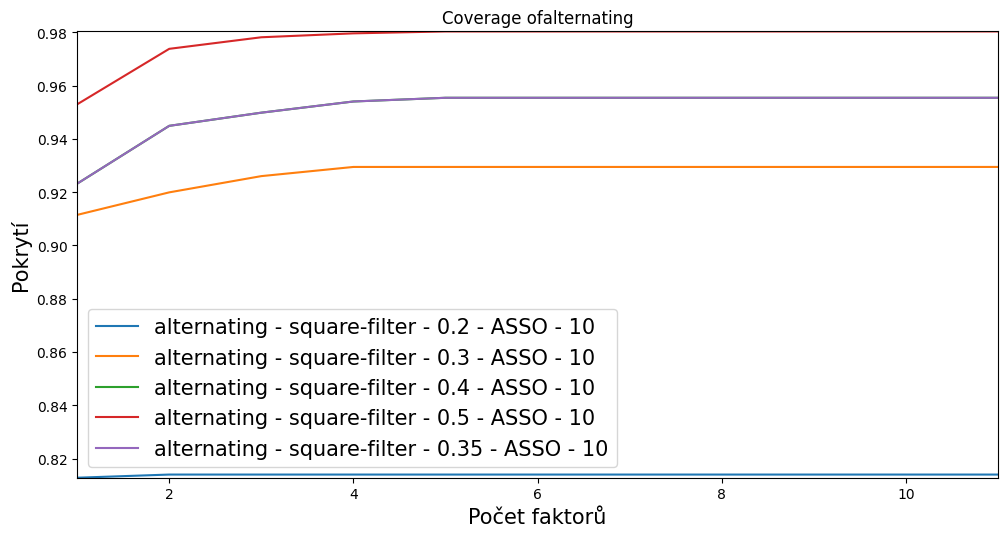 Coverage ofalternating
0.98
0.96
0.94
0.92
0.90
0.88
0.86
0.84
0.82
Pokrytí
alternating - square-filter - 0.2 - ASSO - 10
alternating - square-filter - 0.3 - ASSO - 10
alternating - square-filter - 0.4 - ASSO - 10
alternating - square-filter - 0.5 - ASSO - 10
alternating - square-filter - 0.35 - ASSO - 10
2
4
6
8
10
Počet faktorů